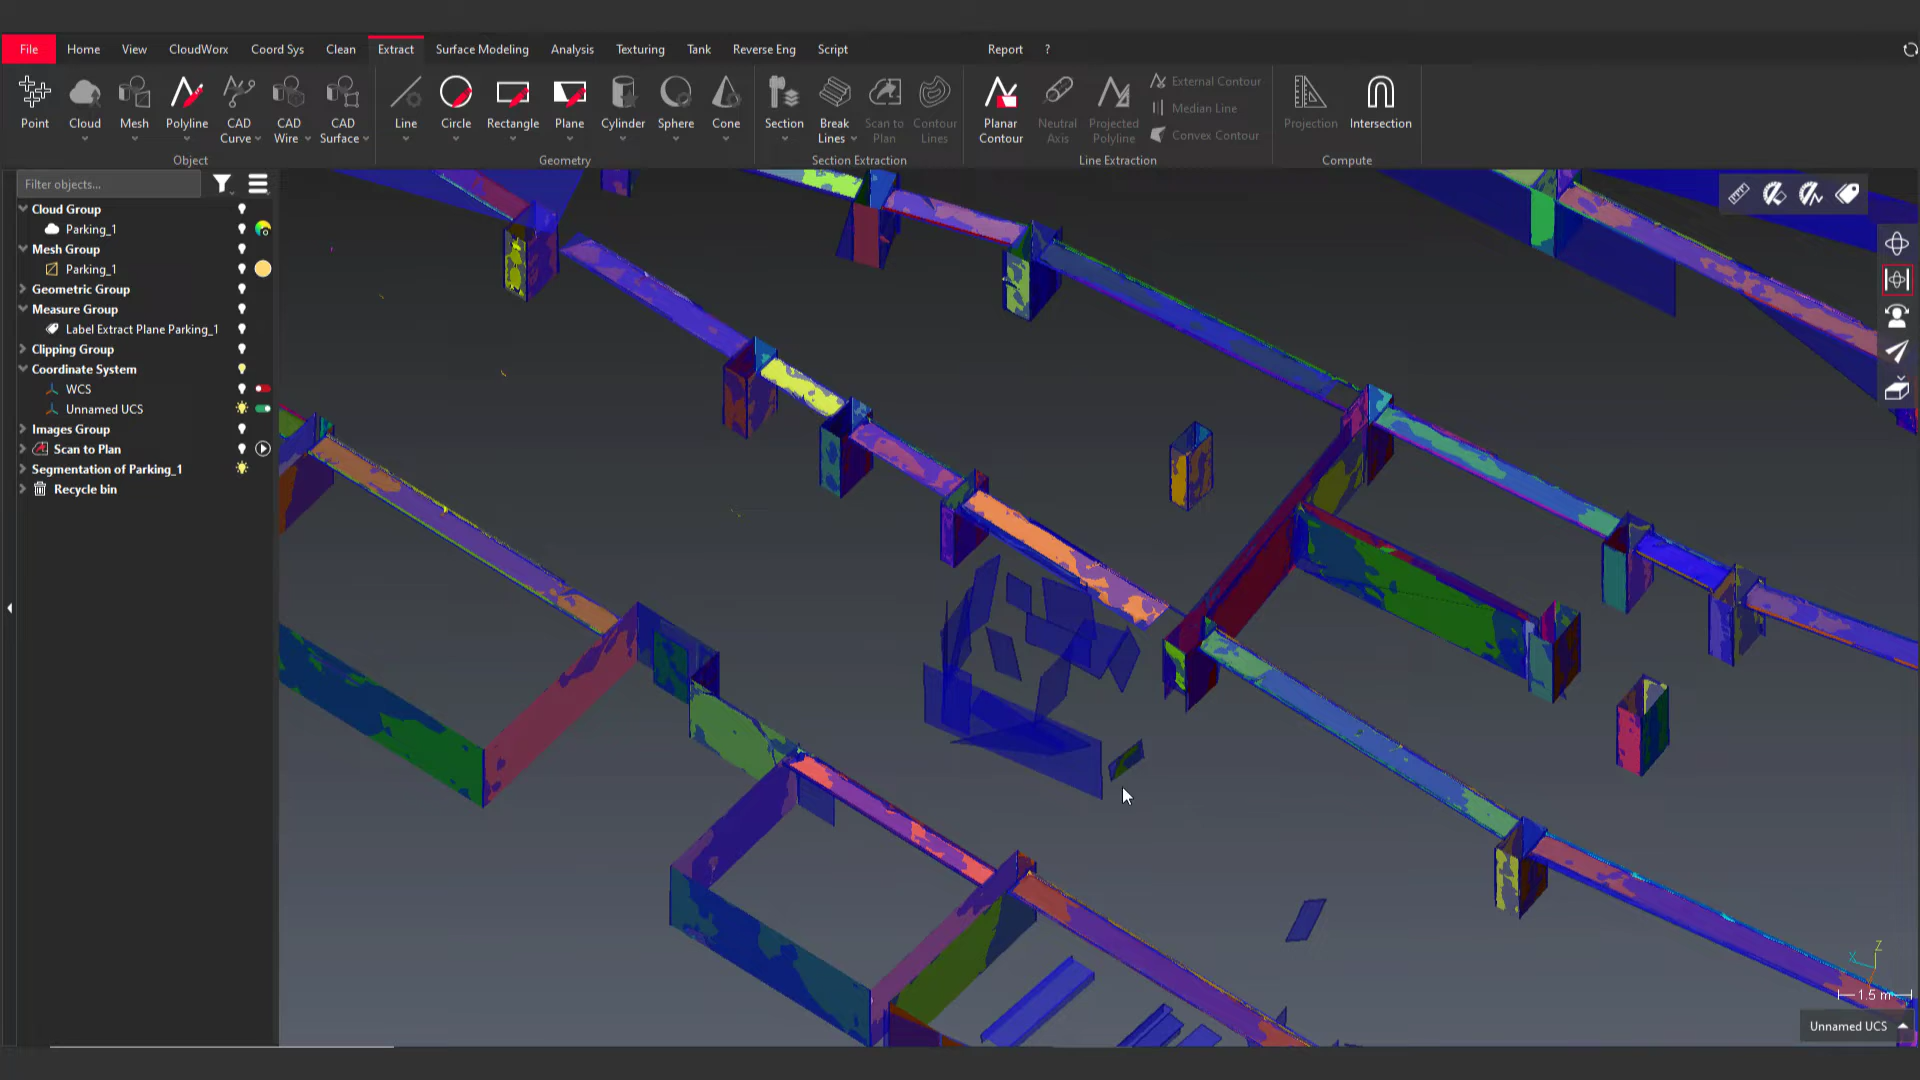 File Home View CloudWorx Coord Sys Clean Extract Surface Modeling Analysis Texturing Tank Reverse Eng Script Report ?
Point Cloud Mesh Polyline CAD Curve CAD Wire CAD Surface Line Circle Rectangle Plane Cylinder Sphere Cone Section Break Lines Scan to Plan Contour Lines Planar Contour Neutral Axis Projected Polyline External Contour Median Line Convex Contour Projection Intersection
Object Geometry Section Extraction Line Extraction Compute
Filter objects...
Cloud Group
Parking_1
Mesh Group
Parking_1
Geometric Group
Measure Group
Label Extract Plane Parking_1
Clipping Group
Coordinate System
WCS
Unnamed UCS
Images Group
Scan to Plan
Segmentation of Parking_1
Recycle bin
Z
X
1.5 m
Unnamed UCS